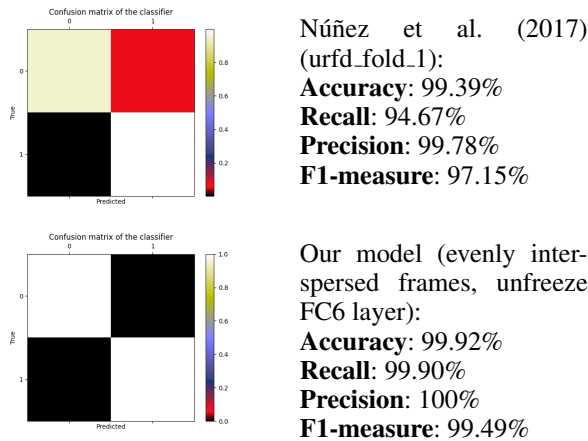 Confusion matrix of the classifier
0 1
0
0.8
0.6
True
0.4
1
0.2
Predicted
Núñez et al. (2017)
(urfd_fold_1):
Accuracy: 99.39%
Recall: 94.67%
Precision: 99.78%
F1-measure: 97.15%
Confusion matrix of the classifier
0 1
1.0
0
0.8
0.6
True
0.4
1
0.2
0.0
Predicted
Our model (evenly inter-
spersed frames, unfreeze
FC6 layer):
Accuracy: 99.92%
Recall: 99.90%
Precision: 100%
F1-measure: 99.49%